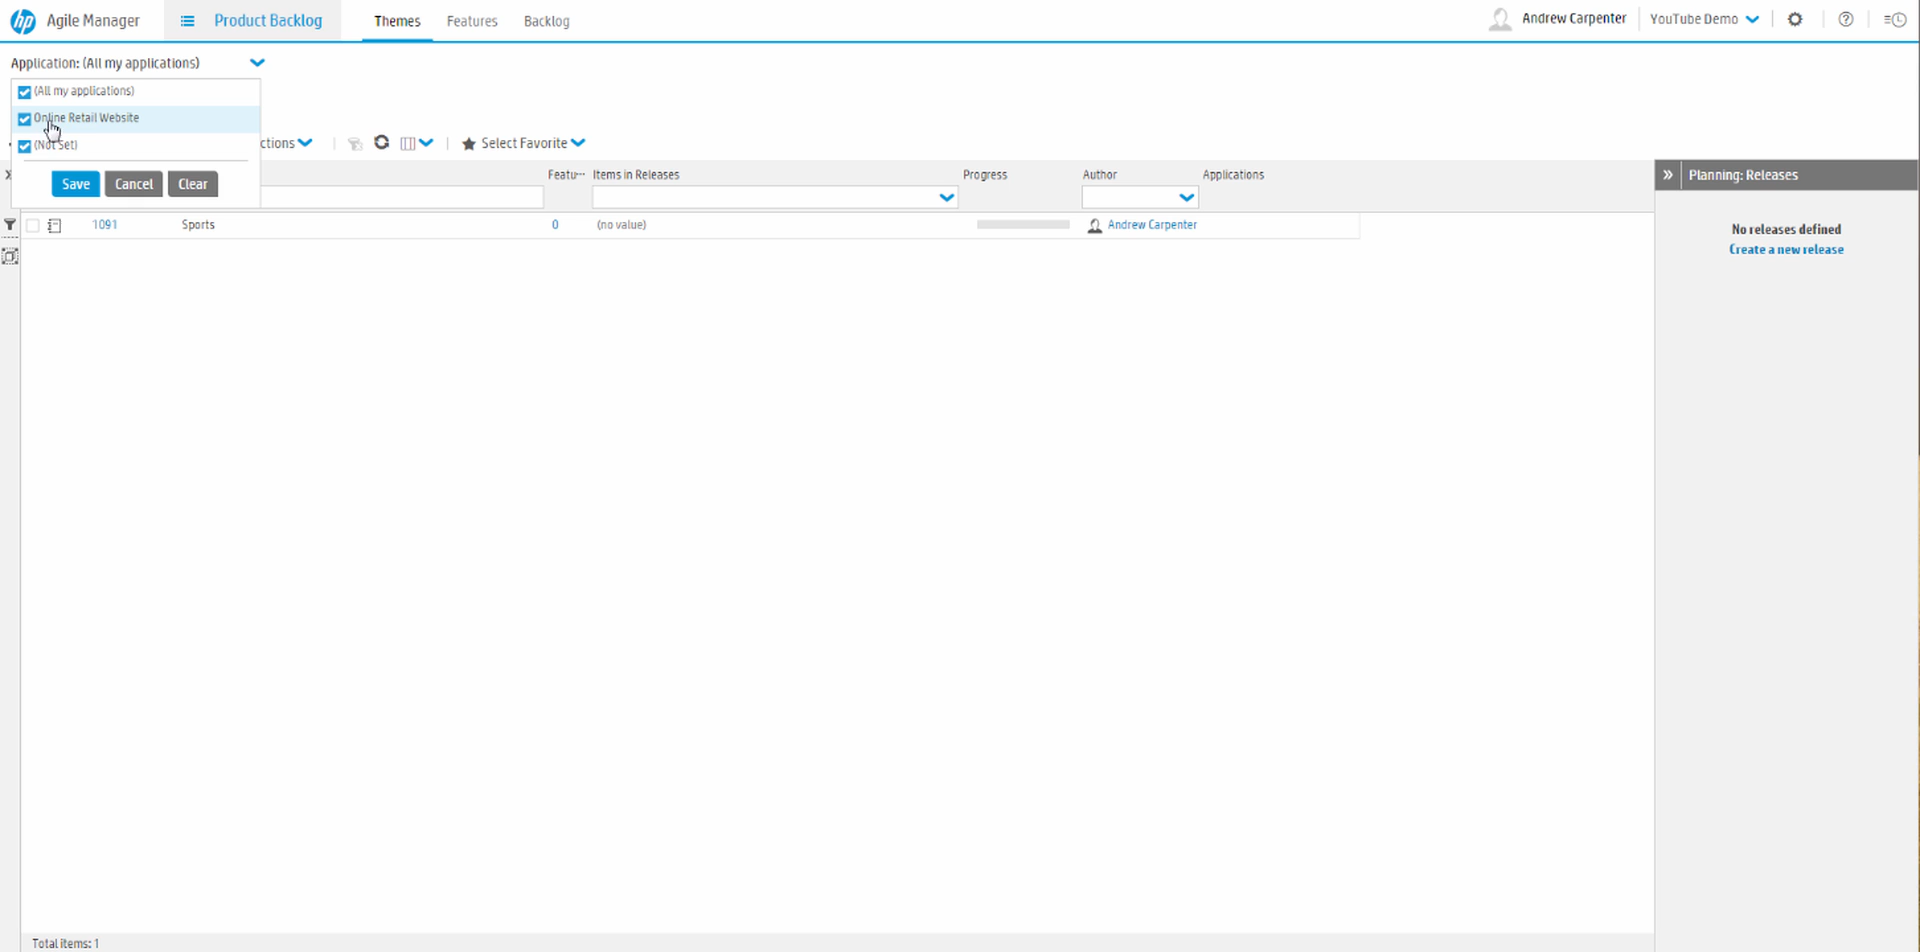 hp Agile Manager Product Backlog Themes Features Backlog Andrew Carpenter YouTube Demo
Application: (All my applications)
(All my applications)
Online Retail Website
(Not Set)
ctions Select Favorite
Save Cancel Clear
Featu··· Items in Releases Progress Author Applications
Planning: Releases
1091 Sports 0 (no value) Andrew Carpenter
No releases defined
Create a new release
Total items: 1